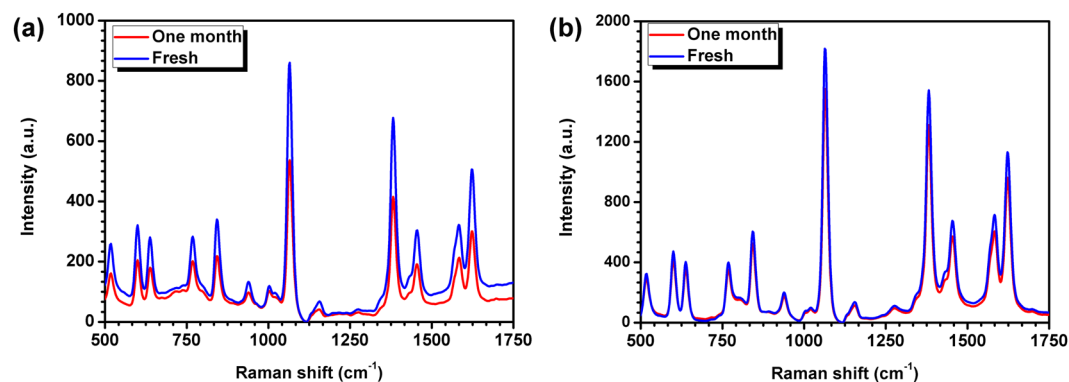 (a)
1000
800
600
400
200
0
One month
Fresh
Intensity (a.u.)
500 750 1000 1250 1500 1750
Raman shift (cm⁻¹)
(b)
2000
1600
1200
800
400
0
One month
Fresh
Intensity (a.u.)
500 750 1000 1250 1500 1750
Raman shift (cm⁻¹)